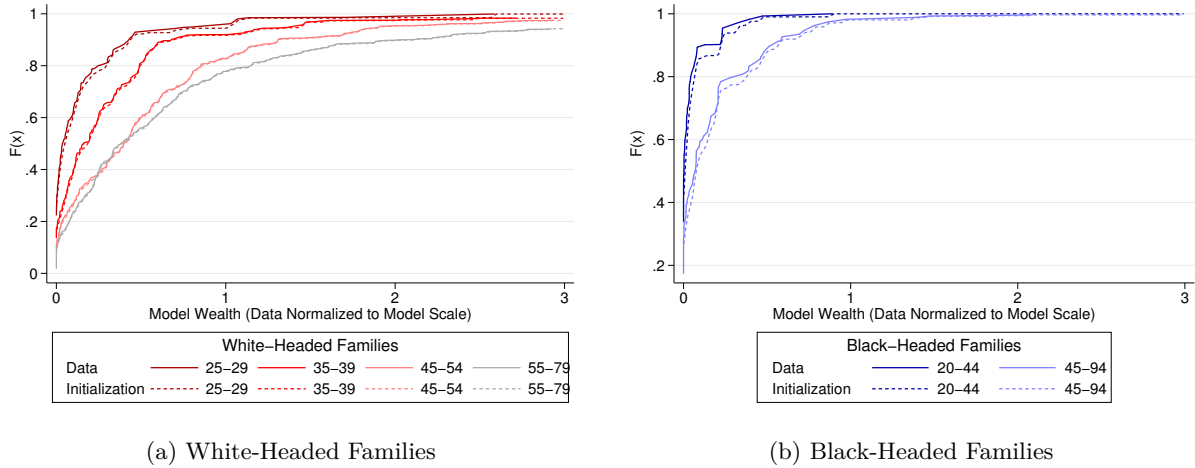 1
.8
.6
.4
.2
0
F(x)
0 1 2 3
Model Wealth (Data Normalized to Model Scale)
White−Headed Families
Data 25−29 35−39 45−54 55−79
Initialization 25−29 35−39 45−54 55−79
(a) White-Headed Families
1
.8
.6
.4
.2
F(x)
0 1 2 3
Model Wealth (Data Normalized to Model Scale)
Black−Headed Families
Data 20−44 45−94
Initialization 20−44 45−94
(b) Black-Headed Families